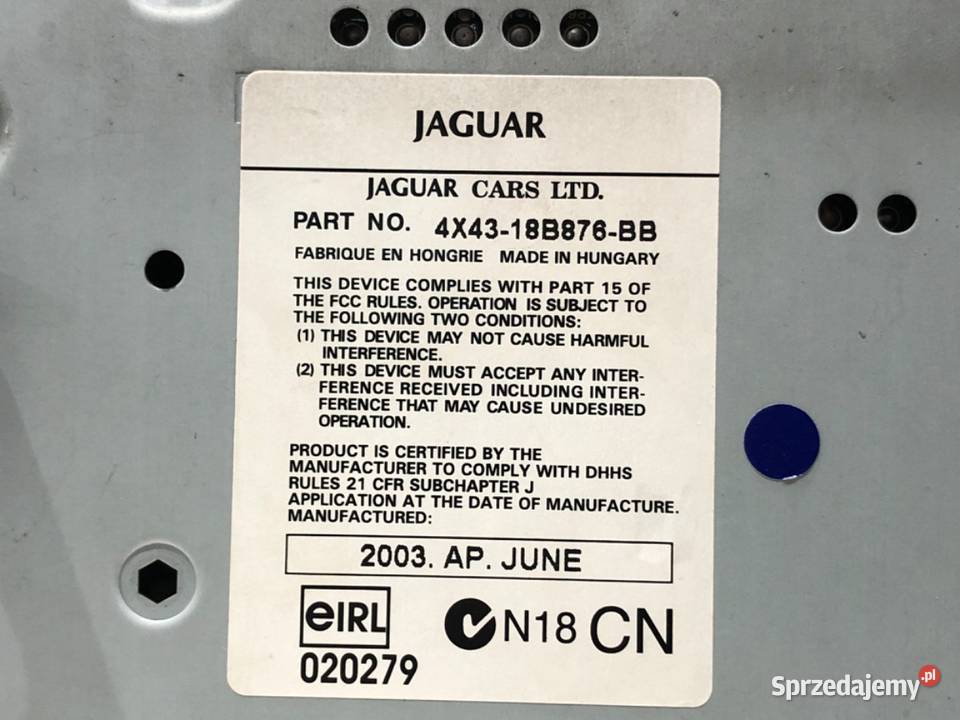 JAGUAR
JAGUAR CARS LTD.
PART NO. 4X43-18B876-BB
FABRIQUE EN HONGRIE MADE IN HUNGARY
THIS DEVICE COMPLIES WITH PART 15 OF
THE FCC RULES. OPERATION IS SUBJECT TO
THE FOLLOWING TWO CONDITIONS:
(1) THIS DEVICE MAY NOT CAUSE HARMFUL
INTERFERENCE.
(2) THIS DEVICE MUST ACCEPT ANY INTER-
FERENCE RECEIVED INCLUDING INTER-
FERENCE THAT MAY CAUSE UNDESIRED
OPERATION.
PRODUCT IS CERTIFIED BY THE
MANUFACTURER TO COMPLY WITH DHHS
RULES 21 CFR SUBCHAPTER J
APPLICATION AT THE DATE OF MANUFACTURE.
MANUFACTURED:
2003. AP. JUNE
eIRL N18 CN
020279
Sprzedajemy.pl